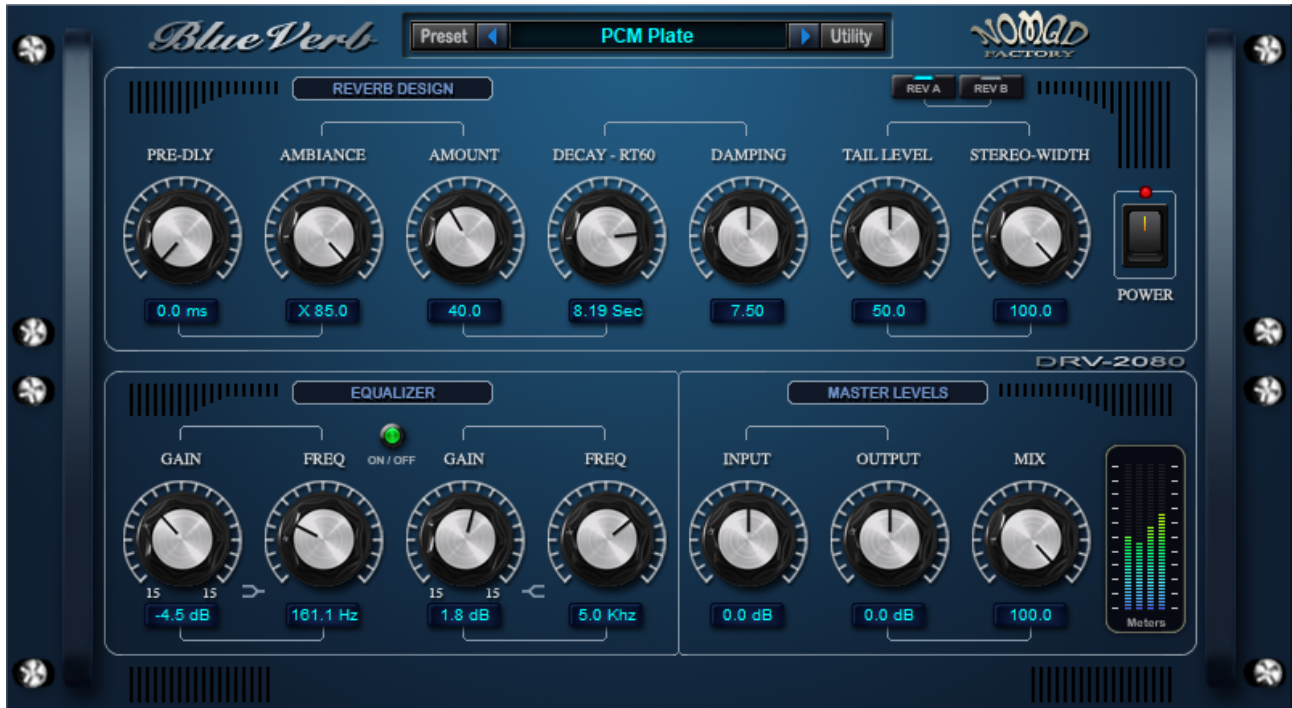 BlueVerb
Preset
PCM Plate
Utility
NOMAD
FACTORY
REVERB DESIGN
REV A
REV B
PRE-DLY
AMBIANCE
AMOUNT
DECAY - RT60
DAMPING
TAIL LEVEL
STEREO-WIDTH
0.0 ms
X 85.0
40.0
8.19 Sec
7.50
50.0
100.0
POWER
DRV-2080
EQUALIZER
MASTER LEVELS
GAIN
FREQ
ON / OFF
GAIN
FREQ
INPUT
OUTPUT
MIX
15
15
15
15
-4.5 dB
161.1 Hz
1.8 dB
5.0 Khz
0.0 dB
0.0 dB
100.0
Meters